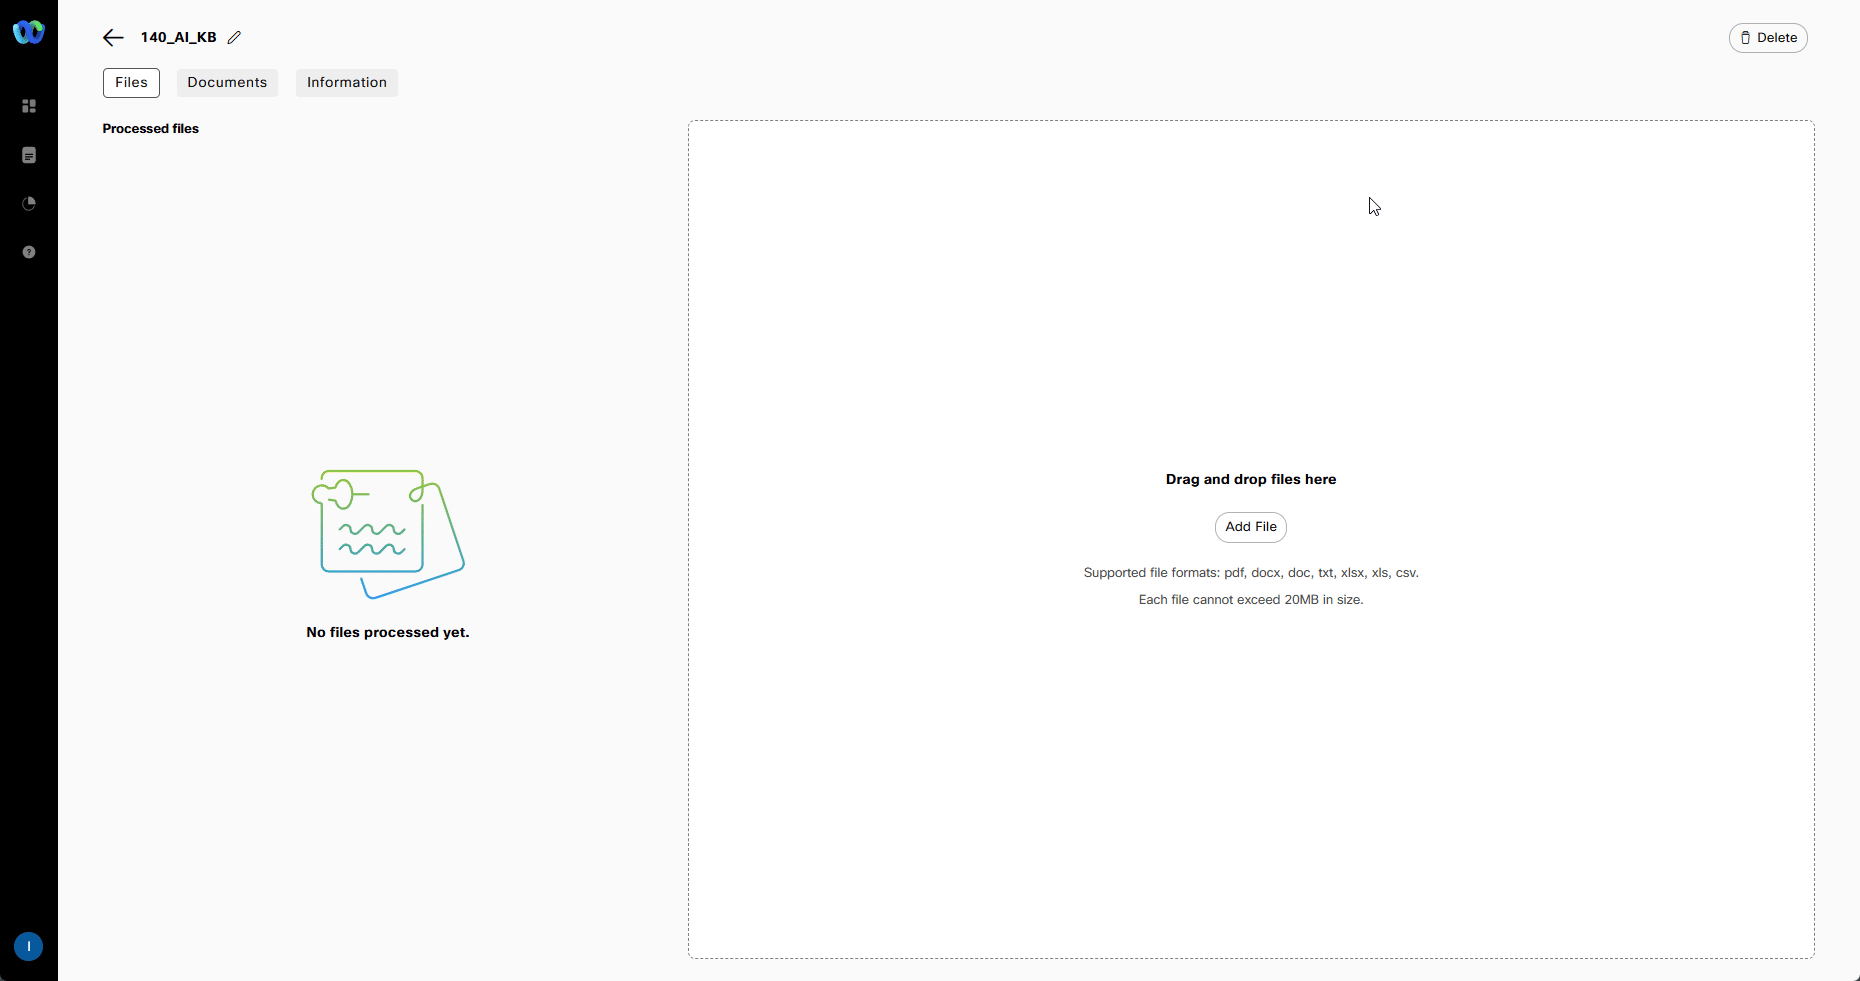 140_AI_KB
Delete
Files
Documents
Information
Processed files
Drag and drop files here
Add File
Supported file formats: pdf, docx, doc, txt, xlsx, xls, csv.
Each file cannot exceed 20MB in size.
No files processed yet.
I